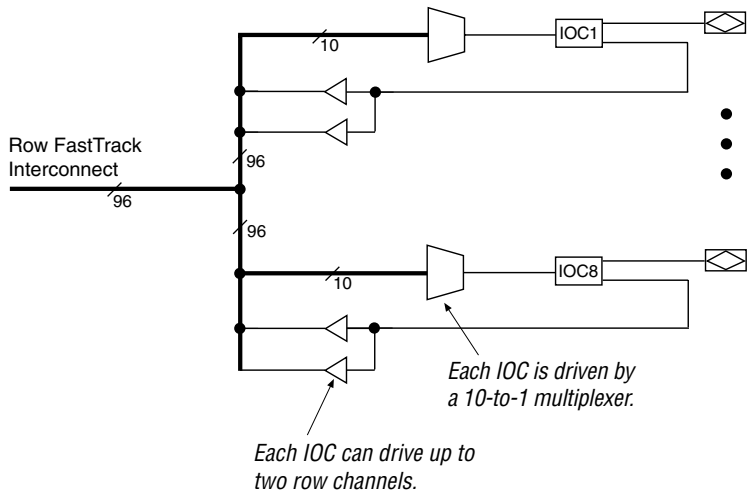 10
IOC1
Row FastTrack
Interconnect
96
96
96
10
IOC8
Each IOC is driven by
a 10-to-1 multiplexer.
Each IOC can drive up to
two row channels.